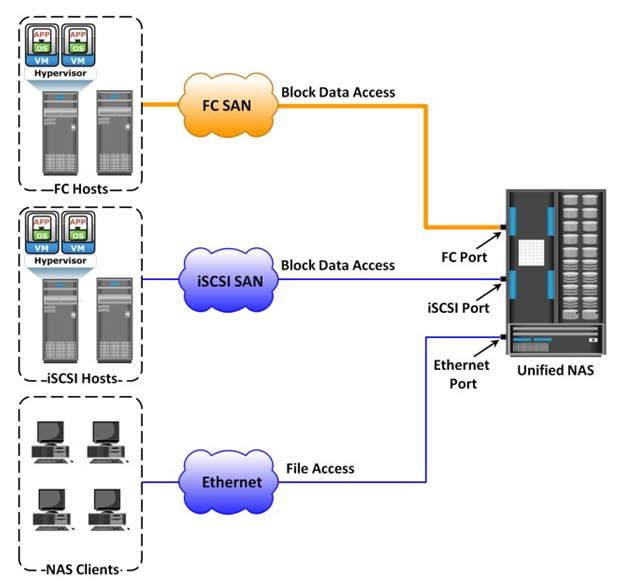 APP APP
OS OS
VM VM
Hypervisor
FC Hosts
FC SAN
Block Data Access
APP APP
OS OS
VM VM
Hypervisor
iSCSI Hosts
iSCSI SAN
Block Data Access
FC Port
iSCSI Port
Ethernet
Port
Unified NAS
NAS Clients
Ethernet
File Access